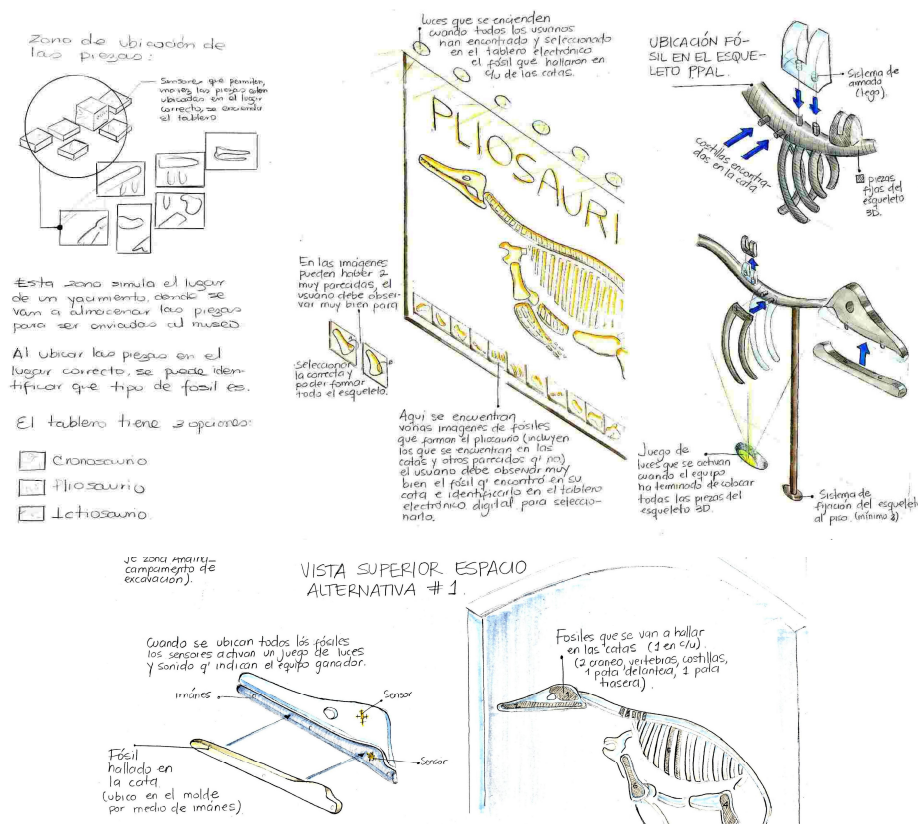 Zona de ubicación de
las piezas:
Sensores que permiten,
una vez las piezas estén
ubicadas en el lugar
correcto, se encienda
el tablero
Esta zona simula el lugar
de un yacimiento, donde se
van a almacenar las piezas
para ser enviadas al museo
Al ubicar las piezas en el
lugar correcto, se puede iden-
tificar que tipo de fosil es.
El tablero tiene 3 opciones:
Cronosaurio
Pliosaurio
Ictiosaurio
luces que se encienden
cuando todos los usuarios
han encontrado y seleccionado
en el tablero electrónico
el fósil que hallaron en
c/u de las catas.
PLIOSAURI
En las imágenes
pueden haber 2
muy parecidas, el
usuario debe obser-
var muy bien para
seleccionar
la correcta y
poder formar
todo el esqueleto.
Aquí se encuentran
varias imágenes de fósiles
que forman el pliosaurio (incluyen
los que se encuentran en las
catas y otros parecidos q' no)
el usuario debe observar muy
bien el fósil q' encontró en su
cata e identificarlo en el tablero
electrónico digital para seleccio-
narlo.
UBICACIÓN FÓ-
SIL EN EL ESQUE-
LETO PPAL.
Sistema de
armado
(lego).
costillas encontra-
das en la cata
piezas
fijas del
esqueleto
3D.
Juego de
luces que se activan
cuando el equipo
ha terminado de colocar
todas las piezas del
esqueleto 3D.
Sistema de
fijación del esqueleto
al piso. (mínimo 2)
campamento de
excavación).
VISTA SUPERIOR ESPACIO
ALTERNATIVA #1.
Cuando se ubican todos los fósiles
los sensores activan un juego de luces
y sonido q' indican el equipo ganador.
imánes
Sensor
Sensor
Fósil
hallado en
la cata
(ubico en el molde
por medio de imánes)
Fosiles que se van a hallar
en las catas (1 en c/u)
(2 craneo, vertebras, costillas,
1 pata delantera, 1 pata
trasera).